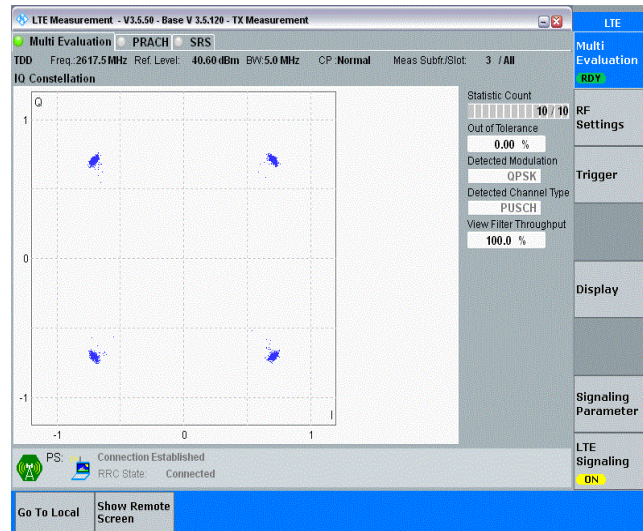 LTE Measurement - V3.5.50 - Base V 3.5.120 - TX Measurement
LTE
Multi Evaluation PRACH SRS
Multi
Evaluation
RDY
TDD Freq.:2617.5 MHz Ref. Level: 40.60 dBm BW:5.0 MHz CP :Normal Meas Subfr./Slot: 3 / All
IQ Constellation
Q
1
0
-1
-1 0 1
I
Statistic Count
10 / 10
Out of Tolerance
0.00 %
Detected Modulation
QPSK
Detected Channel Type
PUSCH
View Filter Throughput
100.0 %
RF
Settings
Trigger
Display
Signaling
Parameter
LTE
Signaling
ON
PS: Connection Established
RRC State: Connected
Go To Local
Show Remote
Screen